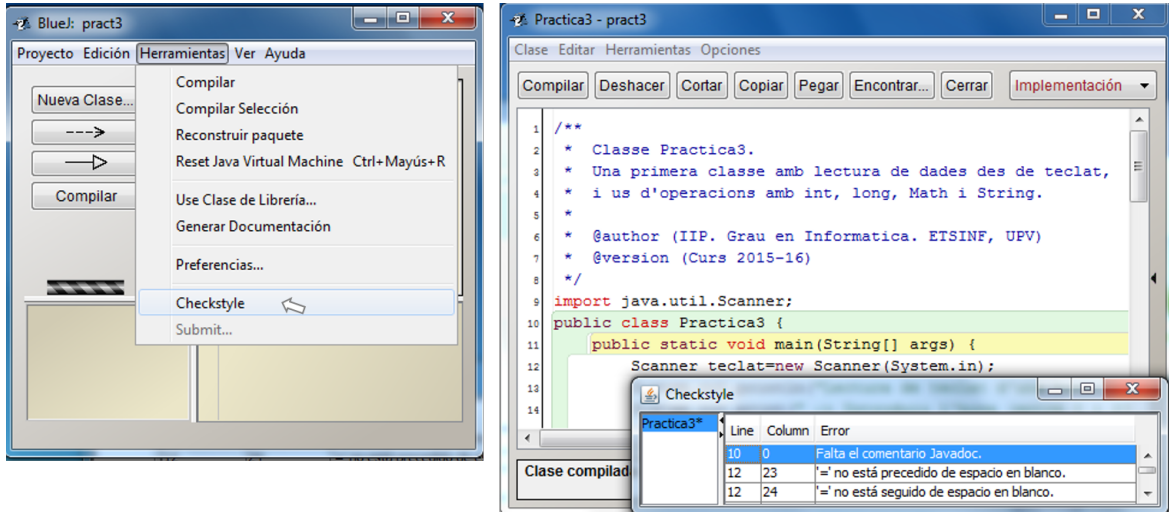 BlueJ: pract3
Proyecto Edición Herramientas Ver Ayuda
Nueva Clase...
Compilar
Compilar
Compilar Selección
Reconstruir paquete
Reset Java Virtual Machine Ctrl+Mayús+R
Use Clase de Librería...
Generar Documentación
Preferencias...
Checkstyle
Submit...
Practica3 - pract3
Clase Editar Herramientas Opciones
Compilar Deshacer Cortar Copiar Pegar Encontrar... Cerrar Implementación
1 /**
2 * Classe Practica3.
3 * Una primera classe amb lectura de dades des de teclat,
4 * i us d'operacions amb int, long, Math i String.
5 *
6 * @author (IIP. Grau en Informatica. ETSINF, UPV)
7 * @version (Curs 2015-16)
8 */
9 import java.util.Scanner;
10 public class Practica3 {
11 public static void main(String[] args) {
12 Scanner teclat=new Scanner(System.in);
13
14
Clase compilad
Checkstyle
Practica3*
Line Column Error
10 0 Falta el comentario Javadoc.
12 23 '=' no está precedido de espacio en blanco.
12 24 '=' no está seguido de espacio en blanco.